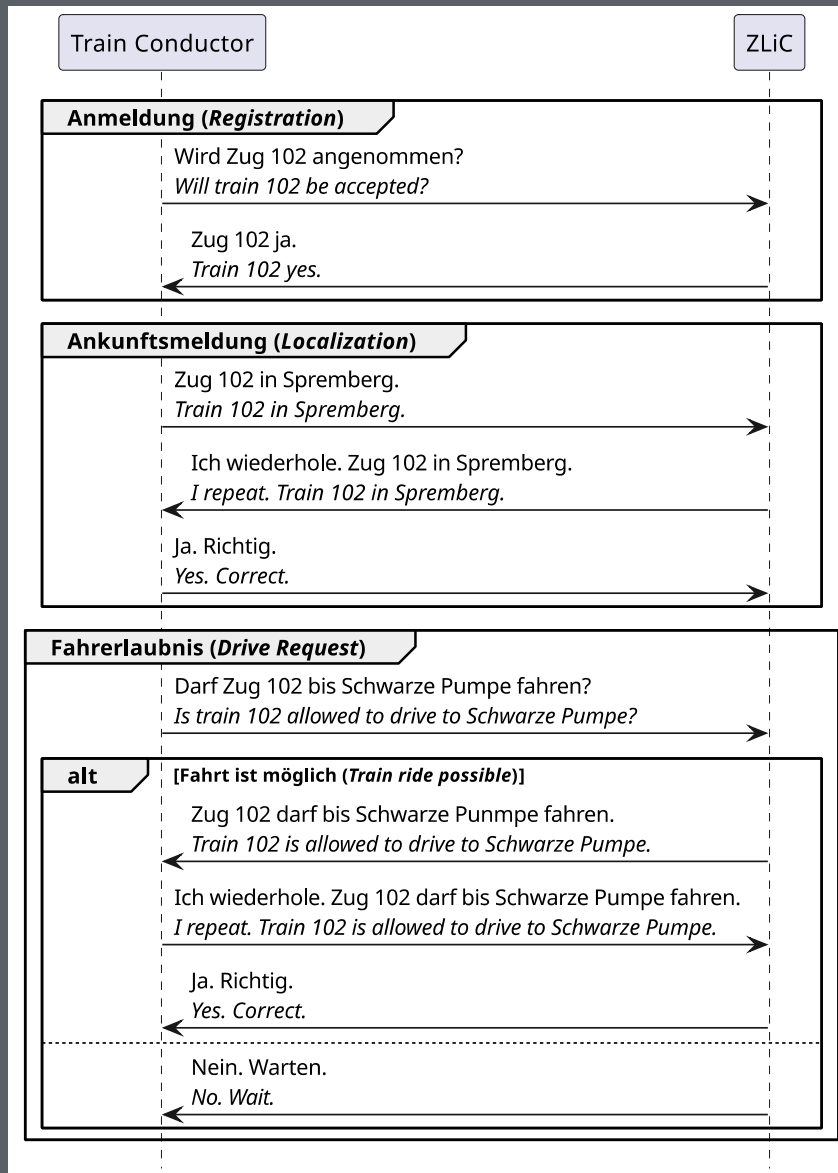 Train Conductor
ZLiC
Anmeldung (Registration)
Wird Zug 102 angenommen?
Will train 102 be accepted?
Zug 102 ja.
Train 102 yes.
Ankunftsmeldung (Localization)
Zug 102 in Spremberg.
Train 102 in Spremberg.
Ich wiederhole. Zug 102 in Spremberg.
I repeat. Train 102 in Spremberg.
Ja. Richtig.
Yes. Correct.
Fahrerlaubnis (Drive Request)
Darf Zug 102 bis Schwarze Pumpe fahren?
Is train 102 allowed to drive to Schwarze Pumpe?
alt
[Fahrt ist möglich (Train ride possible)]
Zug 102 darf bis Schwarze Punmpe fahren.
Train 102 is allowed to drive to Schwarze Pumpe.
Ich wiederhole. Zug 102 darf bis Schwarze Pumpe fahren.
I repeat. Train 102 is allowed to drive to Schwarze Pumpe.
Ja. Richtig.
Yes. Correct.
Nein. Warten.
No. Wait.